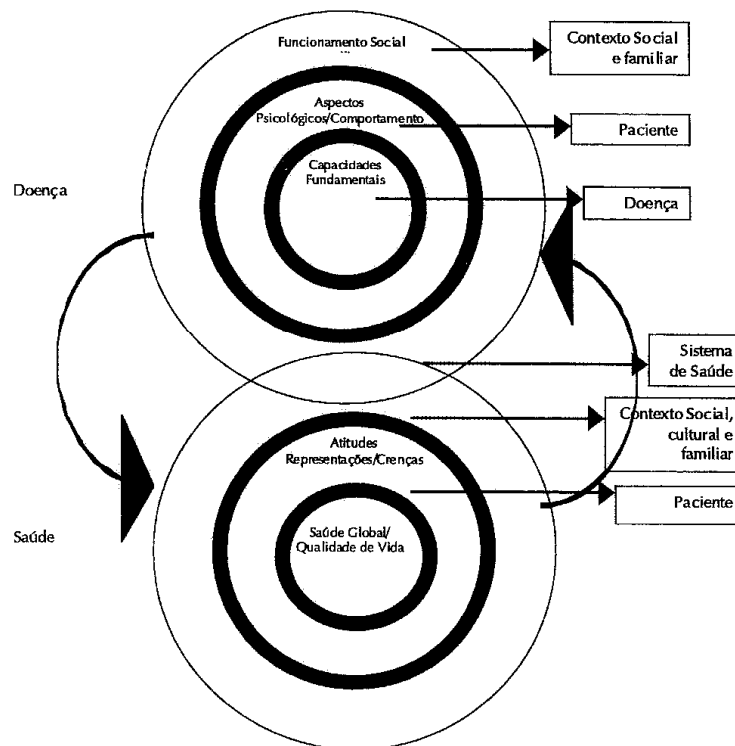 Funcionamento Social
Contexto Social
e familiar
Aspectos
Psicológicos/Comportamento
Paciente
Capacidades
Fundamentais
Doença
Doença
Sistema
de Saúde
Contexto Social,
cultural e
familiar
Atitudes
Representações/Crenças
Paciente
Saúde
Saúde Global/
Qualidade de Vida